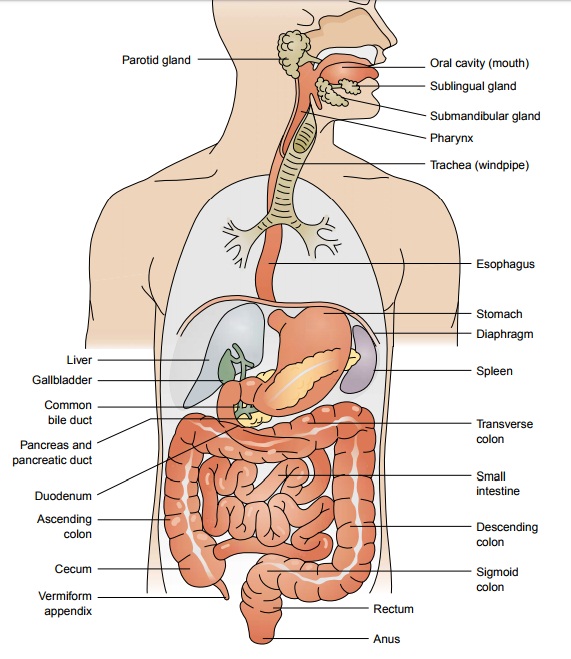 Parotid gland
Oral cavity (mouth)
Sublingual gland
Submandibular gland
Pharynx
Trachea (windpipe)
Esophagus
Stomach
Diaphragm
Liver
Spleen
Gallbladder
Common
bile duct
Transverse
colon
Pancreas and
pancreatic duct
Small
intestine
Duodenum
Ascending
colon
Descending
colon
Cecum
Sigmoid
colon
Vermiform
appendix
Rectum
Anus